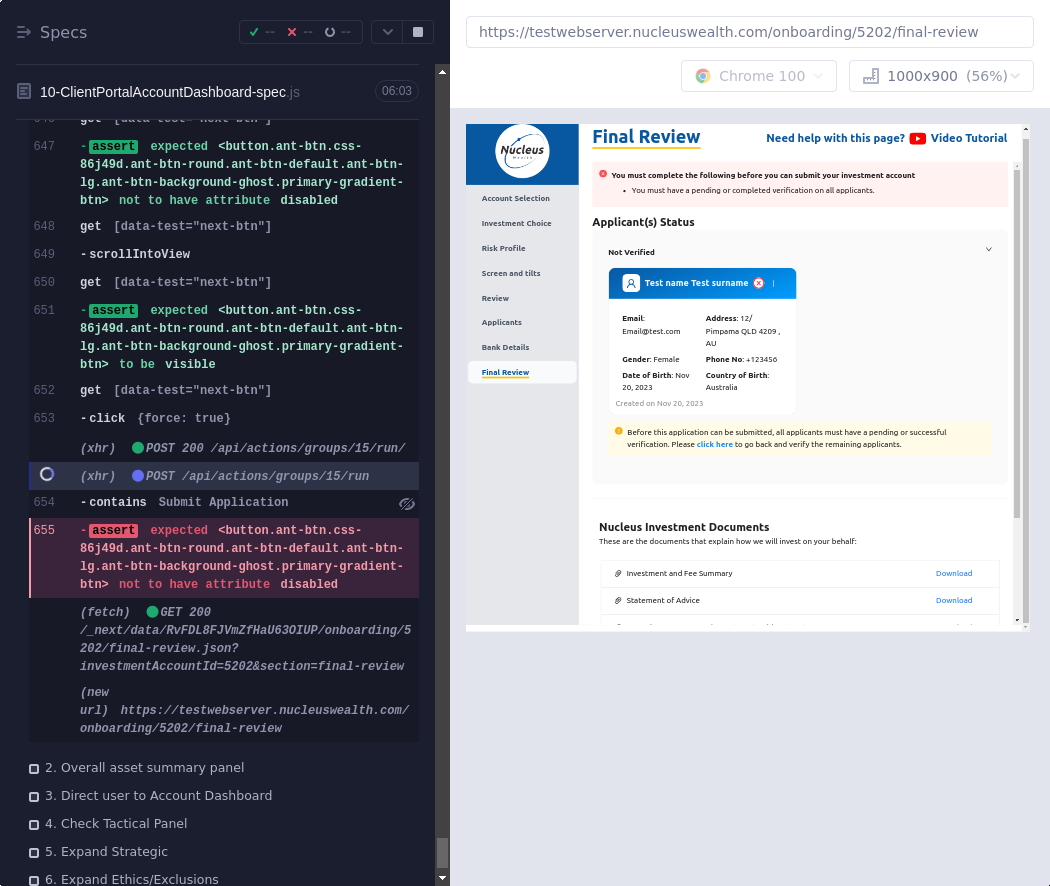 Specs
-- -- --
10-ClientPortalAccountDashboard-spec.js
06:03
646 get [data-test="next-btn"]
647 -assert expected <button.ant-btn.css-
86j49d.ant-btn-round.ant-btn-default.ant-btn-
lg.ant-btn-background-ghost.primary-gradient-
btn> not to have attribute disabled
648 get [data-test="next-btn"]
649 -scrollIntoView
650 get [data-test="next-btn"]
651 -assert expected <button.ant-btn.css-
86j49d.ant-btn-round.ant-btn-default.ant-btn-
lg.ant-btn-background-ghost.primary-gradient-
btn> to be visible
652 get [data-test="next-btn"]
653 -click {force: true}
(xhr) POST 200 /api/actions/groups/15/run/
(xhr) POST /api/actions/groups/15/run
654 -contains Submit Application
655 -assert expected <button.ant-btn.css-
86j49d.ant-btn-round.ant-btn-default.ant-btn-
lg.ant-btn-background-ghost.primary-gradient-
btn> not to have attribute disabled
(fetch) GET 200
/_next/data/RvFDL8FJVmZfHaU63OIUP/onboarding/5
202/final-review.json?
investmentAccountId=5202&section=final-review
(new
url) https://testwebserver.nucleuswealth.com/
onboarding/5202/final-review
2. Overall asset summary panel
3. Direct user to Account Dashboard
4. Check Tactical Panel
5. Expand Strategic
6. Expand Ethics/Exclusions
https://testwebserver.nucleuswealth.com/onboarding/5202/final-review
Chrome 100
1000x900 (56%)
Nucleus
Wealth
Account Selection
Investment Choice
Risk Profile
Screen and tilts
Review
Applicants
Bank Details
Final Review
Final Review
Need help with this page? Video Tutorial
You must complete the following before you can submit your investment account
• You must have a pending or completed verification on all applicants.
Applicant(s) Status
Not Verified
Test name Test surname
Email:
Email@test.com
Address: 12/
Pimpama QLD 4209 ,
AU
Gender: Female
Phone No: +123456
Date of Birth: Nov
20, 2023
Country of Birth:
Australia
Created on Nov 20, 2023
Before this application can be submitted, all applicants must have a pending or successful
verification. Please click here to go back and verify the remaining applicants.
Nucleus Investment Documents
These are the documents that explain how we will invest on your behalf:
Investment and Fee Summary Download
Statement of Advice Download